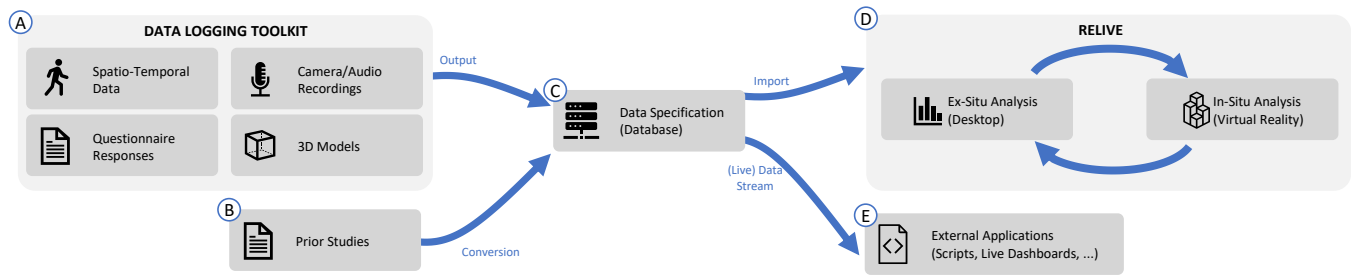 A
DATA LOGGING TOOLKIT
Spatio-Temporal
Data
Camera/Audio
Recordings
Questionnaire
Responses
3D Models
B
Prior Studies
Output
Conversion
C
Data Specification
(Database)
Import
(Live) Data
Stream
D
RELIVE
Ex-Situ Analysis
(Desktop)
In-Situ Analysis
(Virtual Reality)
E
External Applications
(Scripts, Live Dashboards, ...)